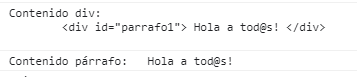 Contenido div:
<div id="parrafo1"> Hola a tod@s! </div>
Contenido párrafo: Hola a tod@s!